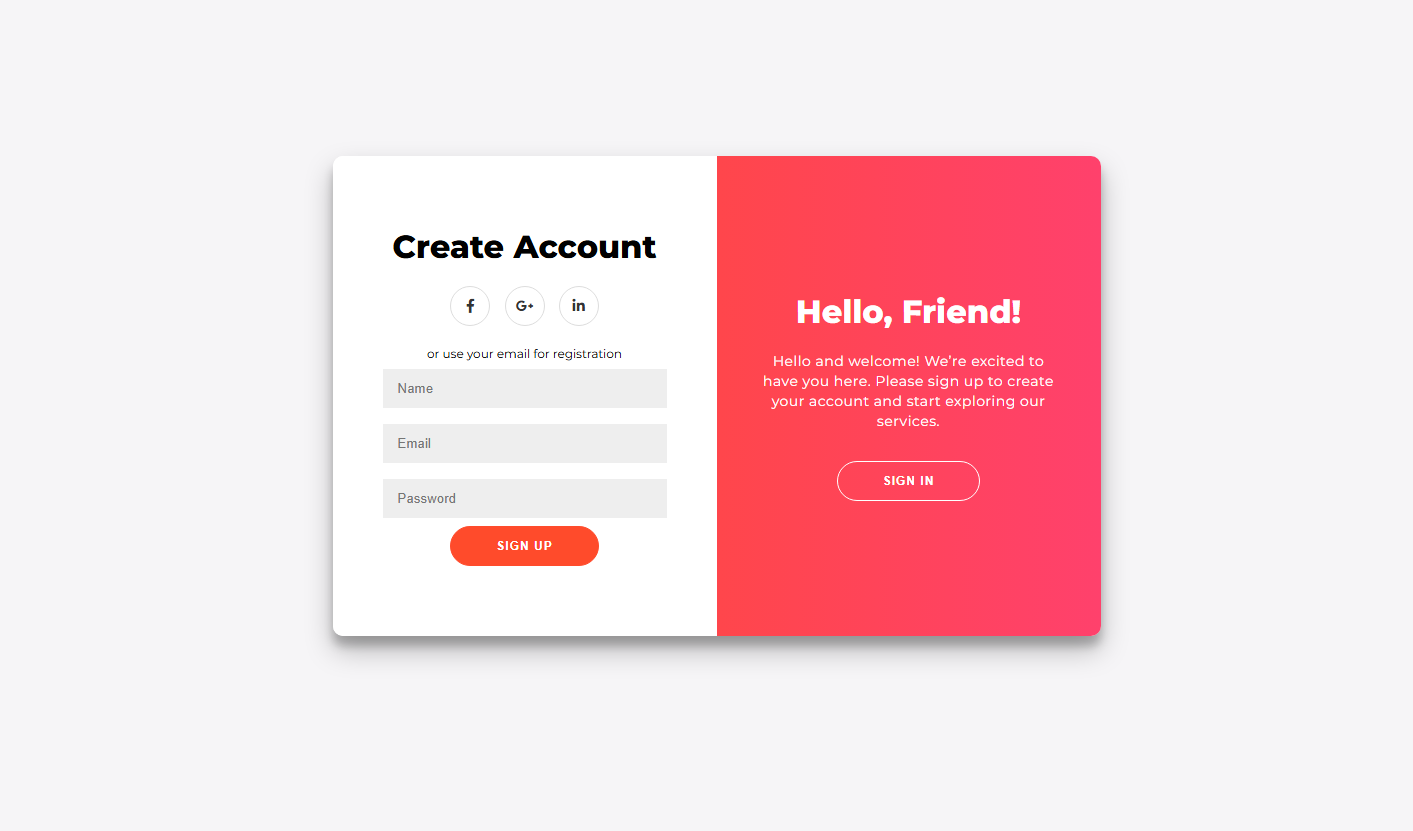 Create Account
f G+ in
or use your email for registration
Name
Email
Password
SIGN UP
Hello, Friend!
Hello and welcome! We're excited to
have you here. Please sign up to create
your account and start exploring our
services.
SIGN IN